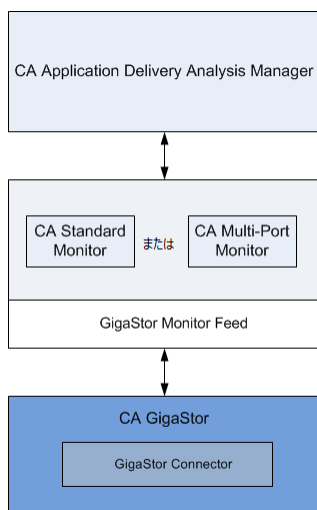 CA Application Delivery Analysis Manager
CA Standard
Monitor
または
CA Multi-Port
Monitor
GigaStor Monitor Feed
CA GigaStor
GigaStor Connector